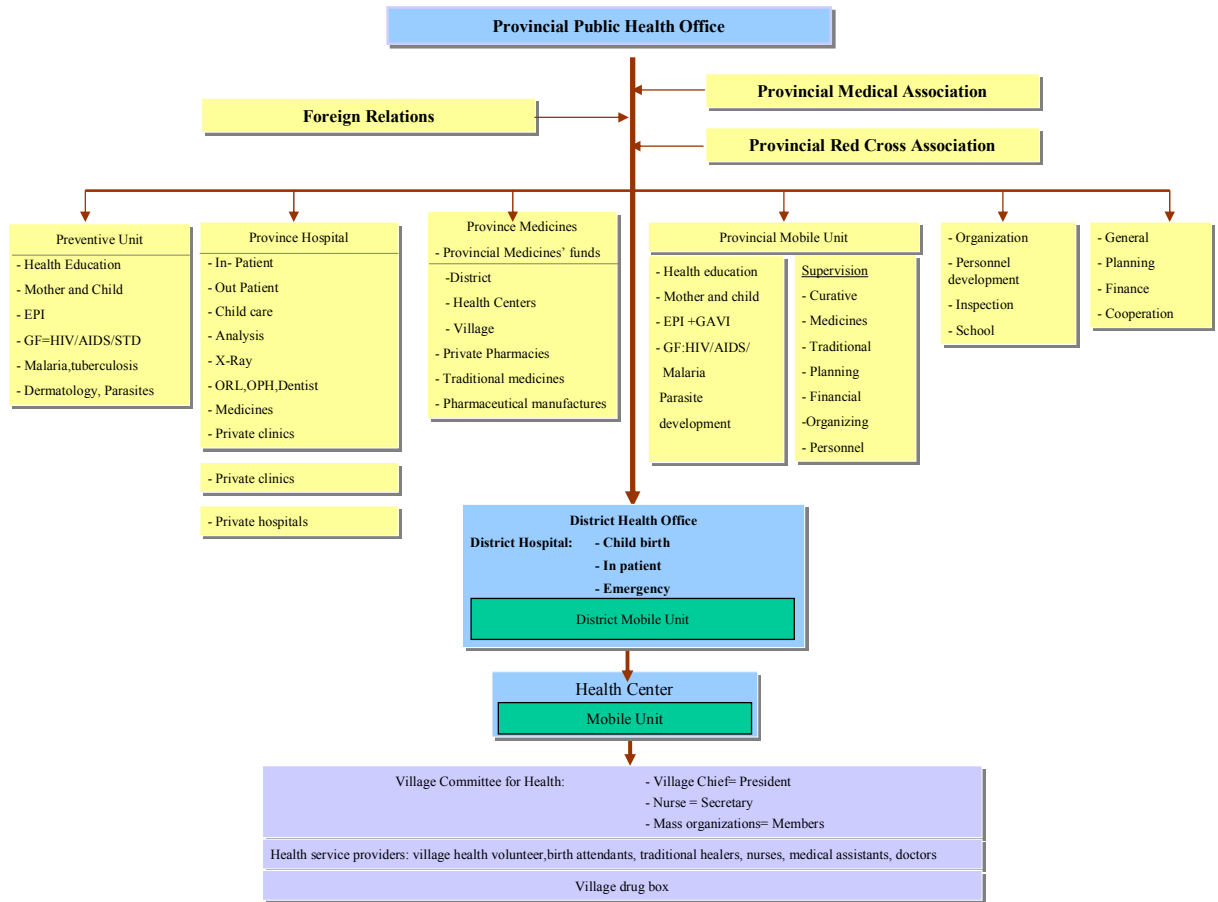 Provincial Public Health Office
Provincial Medical Association
Foreign Relations
Provincial Red Cross Association
Preventive Unit
- Health Education
- Mother and Child
- EPI
- GF=HIV/AIDS/STD
- Malaria,tuberculosis
- Dermatology, Parasites
Province Hospital
- In- Patient
- Out Patient
- Child care
- Analysis
- X-Ray
- ORL,OPH,Dentist
- Medicines
- Private clinics
- Private clinics
- Private hospitals
Province Medicines
- Provincial Medicines’ funds
-District
- Health Centers
- Village
- Private Pharmacies
- Traditional medicines
- Pharmaceutical manufactures
Provincial Mobile Unit
- Health education
- Mother and child
- EPI +GAVI
- GF:HIV/AIDS/
Malaria
Parasite
development
Supervision
- Curative
- Medicines
- Traditional
- Planning
- Financial
-Organizing
- Personnel
- Organization
- Personnel
development
- Inspection
- School
- General
- Planning
- Finance
- Cooperation
District Health Office
District Hospital: - Child birth
- In patient
- Emergency
District Mobile Unit
Health Center
Mobile Unit
Village Committee for Health: - Village Chief= President
- Nurse = Secretary
- Mass organizations= Members
Health service providers: village health volunteer,birth attendants, traditional healers, nurses, medical assistants, doctors
Village drug box